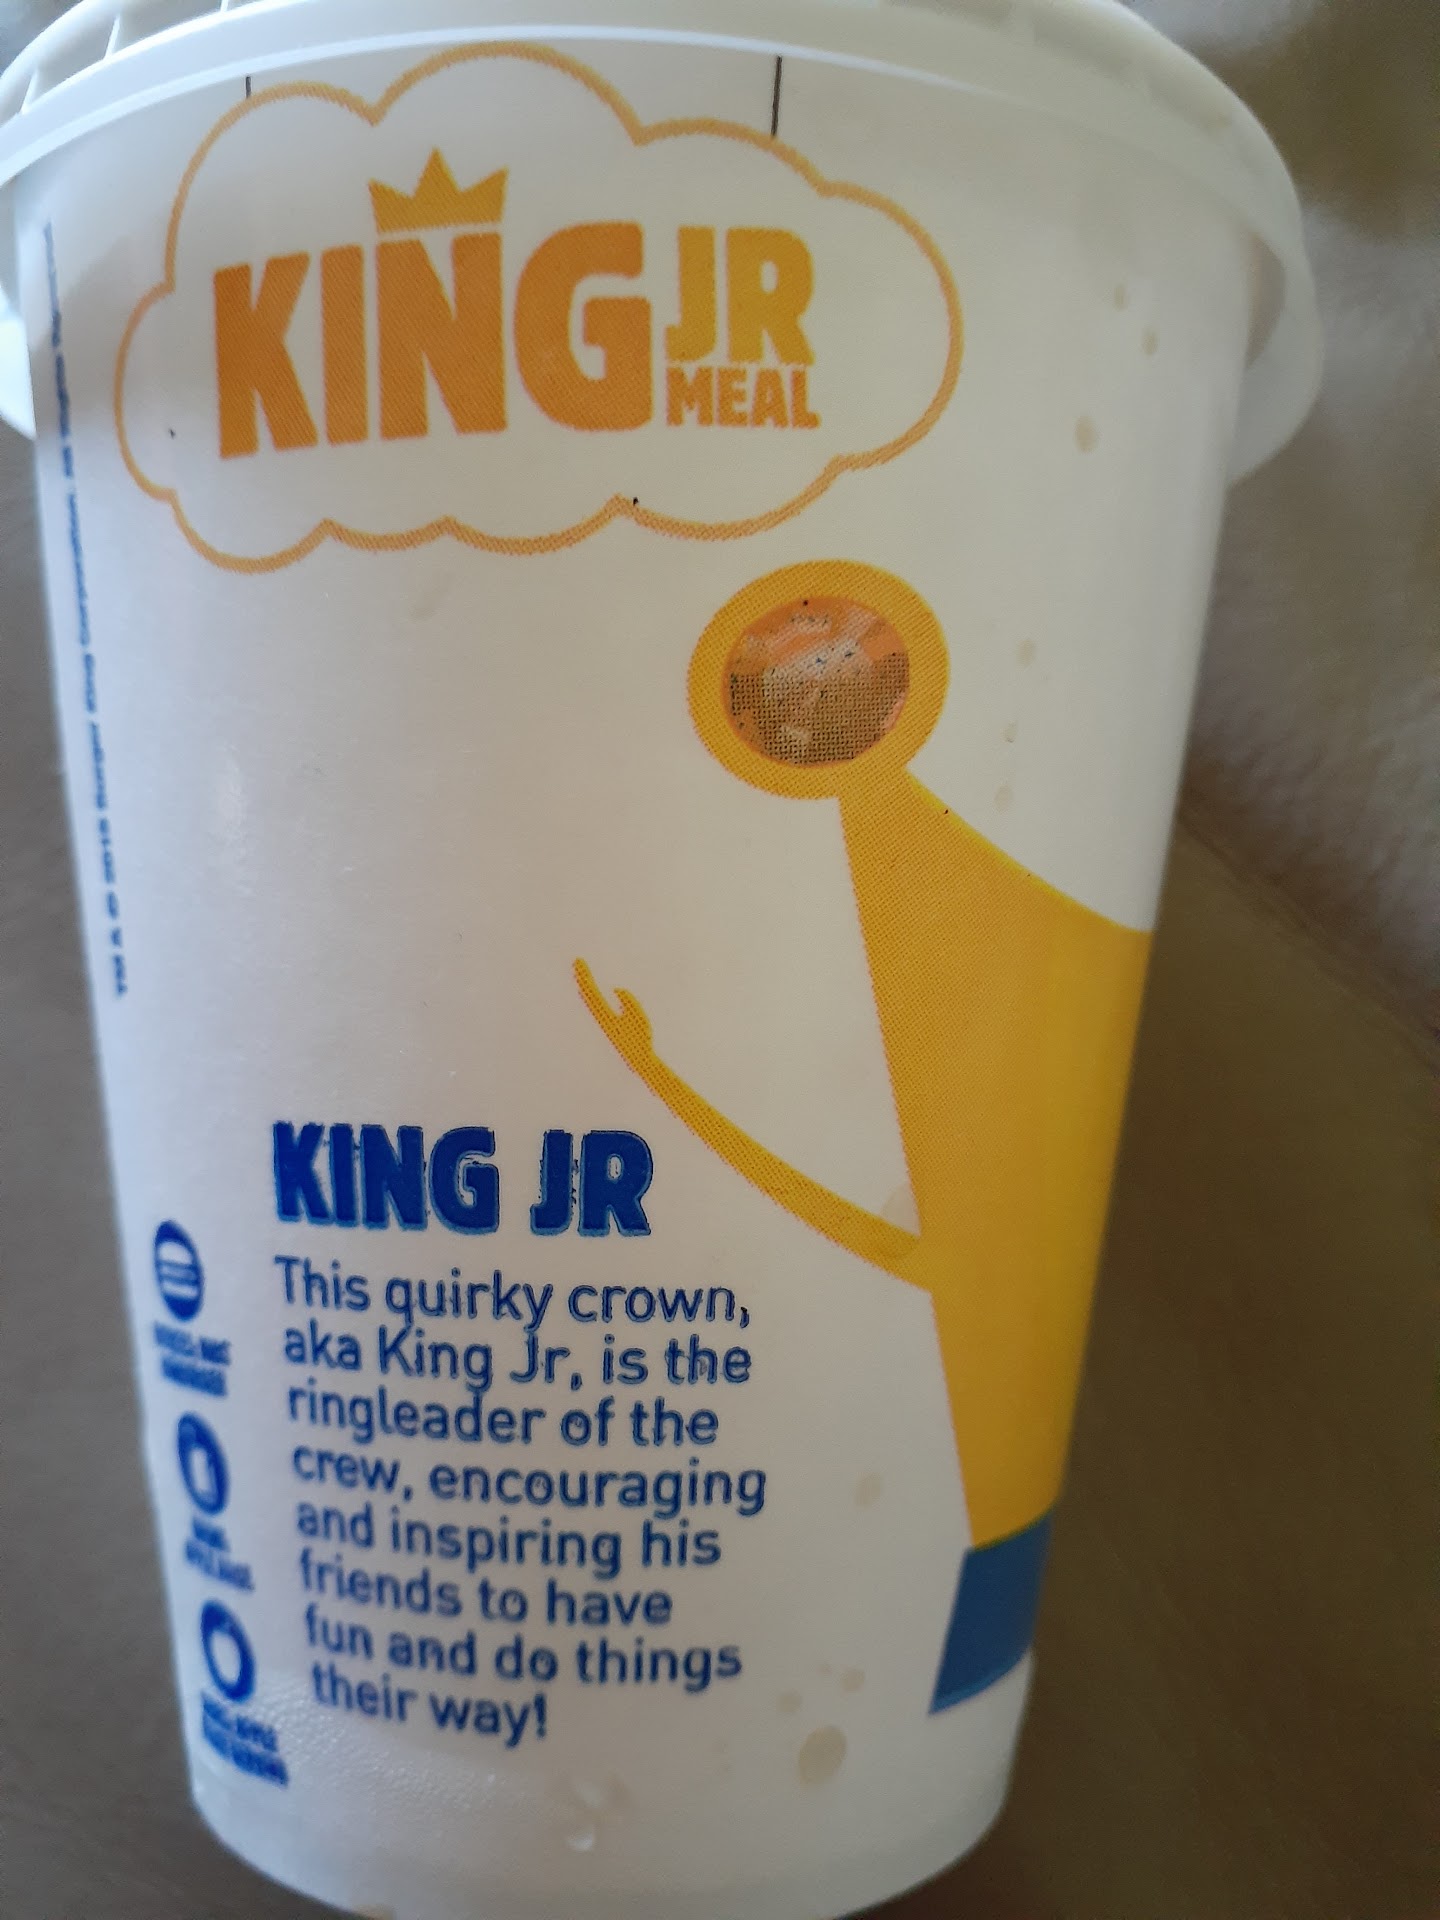 KING JR
MEAL
KING JR
This quirky crown,
aka King Jr, is the
ringleader of the
crew, encouraging
and inspiring his
friends to have
fun and do things
their way!